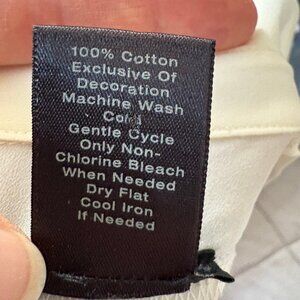 100% Cotton
Exclusive Of
Decoration
Machine Wash
Cold
Gentle Cycle
Only Non-
Chlorine Bleach
When Needed
Dry Flat
Cool Iron
If Needed